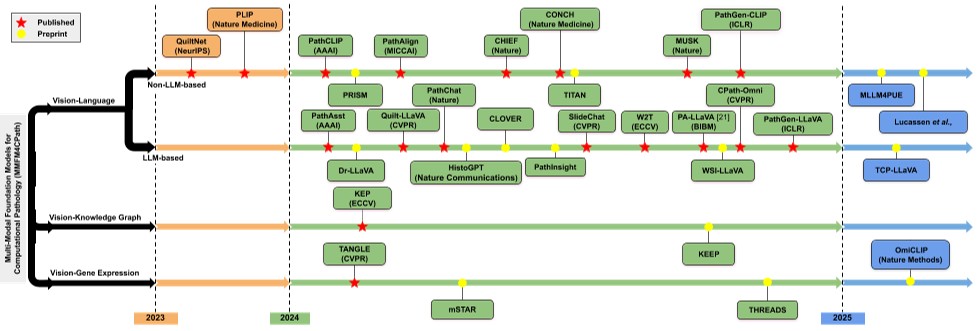 Published
Preprint
PLIP
(Nature Medicine)
QuiltNet
(NeurIPS)
PathCLIP
(AAAI)
PathAlign
(MICCAI)
CHIEF
(Nature)
CONCH
(Nature Medicine)
MUSK
(Nature)
PathGen-CLIP
(ICLR)
Non-LLM-based
PRISM
TITAN
MLLM4PUE
Lucassen et al.,
Vision-Language
PathAsst
(AAAI)
Quilt-LLaVA
(CVPR)
PathChat
(Nature)
CLOVER
SlideChat
(CVPR)
W2T
(ECCV)
PA-LLaVA [21]
(BIBM)
CPath-Omni
(CVPR)
PathGen-LLaVA
(ICLR)
LLM-based
Dr-LLaVA
HistoGPT
(Nature Communications)
PathInsight
WSI-LLaVA
TCP-LLaVA
Multi-Modal Foundation Models for
Computational Pathology (MMFM4CPath)
KEP
(ECCV)
Vision-Knowledge Graph
KEEP
TANGLE
(CVPR)
OmiCLIP
(Nature Methods)
Vision-Gene Expression
mSTAR
THREADS
2023
2024
2025